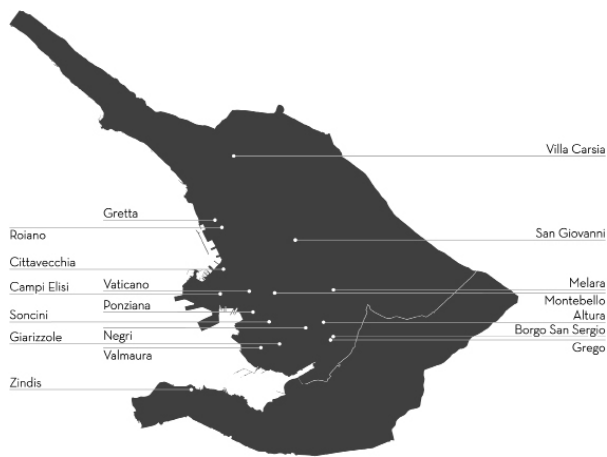 Villa Carsia
Gretta
Roiano
San Giovanni
Cittavecchia
Vaticano
Melara
Campi Elisi
Montebello
Ponziana
Altura
Soncini
Negri
Borgo San Sergio
Giarizzole
Grego
Valmaura
Zindis